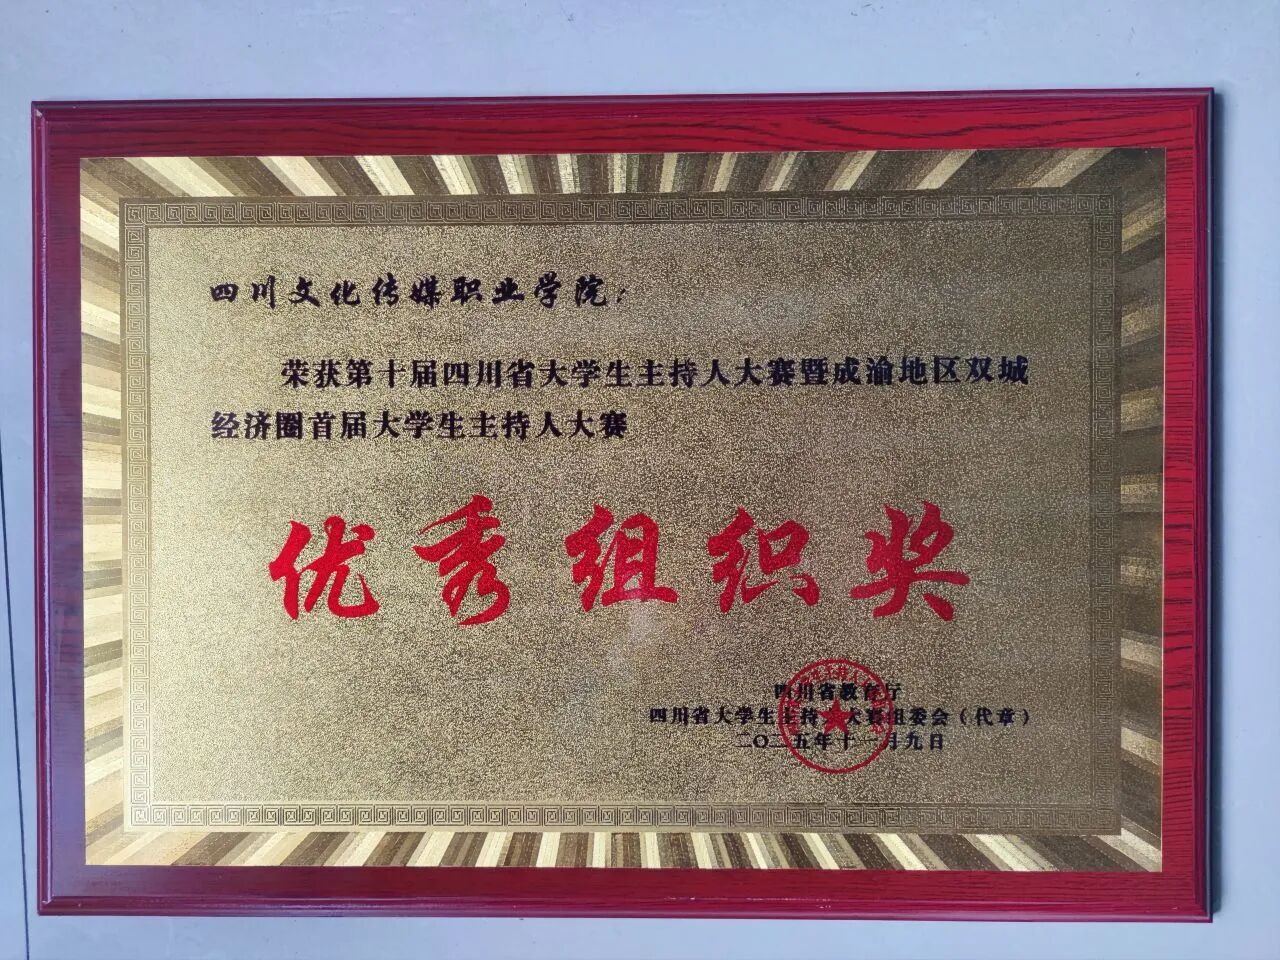 四川文化传媒职业学院：
荣获第十届四川省大学生主持人大赛暨成渝地区双城
经济圈首届大学生主持人大赛
优秀组织奖
四川省教育厅
四川省大学生主持人大赛组委会（代章）
二〇二五年十一月九日